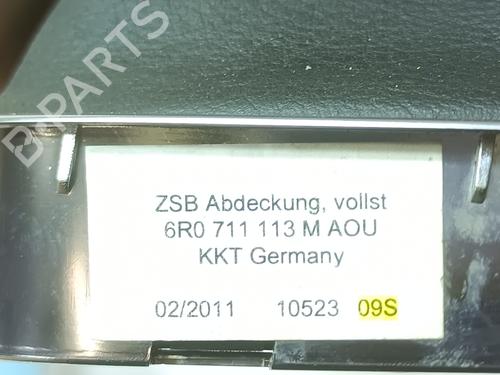 B-PARTS
ZSB Abdeckung, vollst
6R0 711 113 M AOU
KKT Germany
02/2011 10523 09S